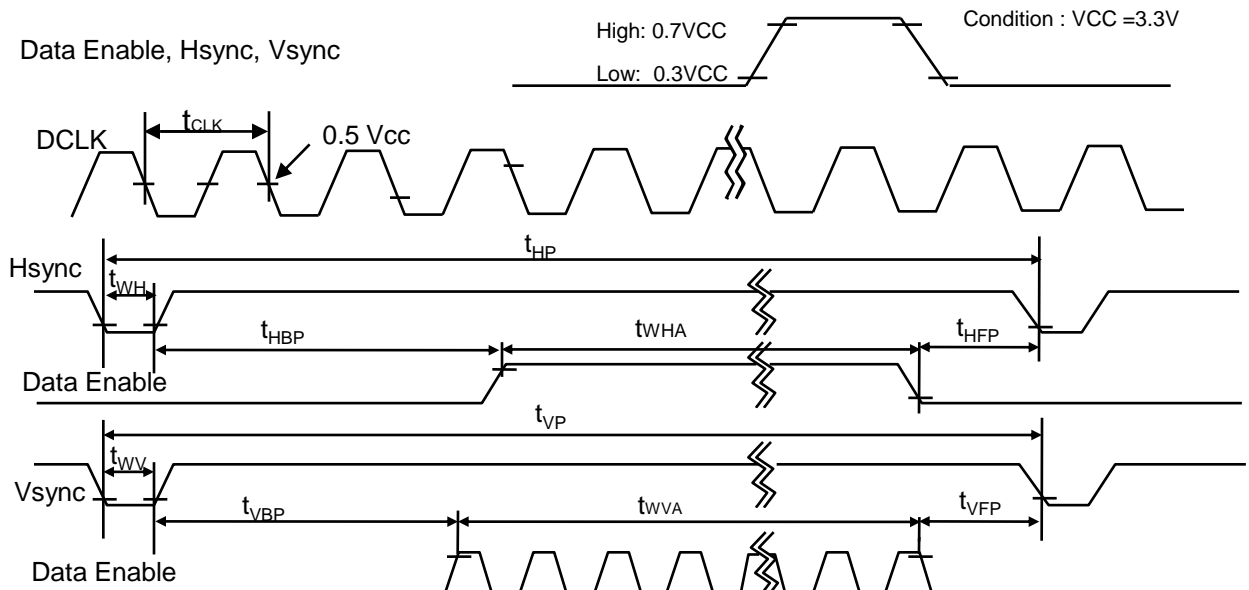 Condition : VCC =3.3V
High: 0.7VCC
Data Enable, Hsync, Vsync
Low: 0.3VCC
tCLK
DCLK
0.5 Vcc
tHP
Hsync
tWH
tHBP
tWHA
tHFP
Data Enable
tVP
tWV
Vsync
tVBP
tWVA
tVFP
Data Enable